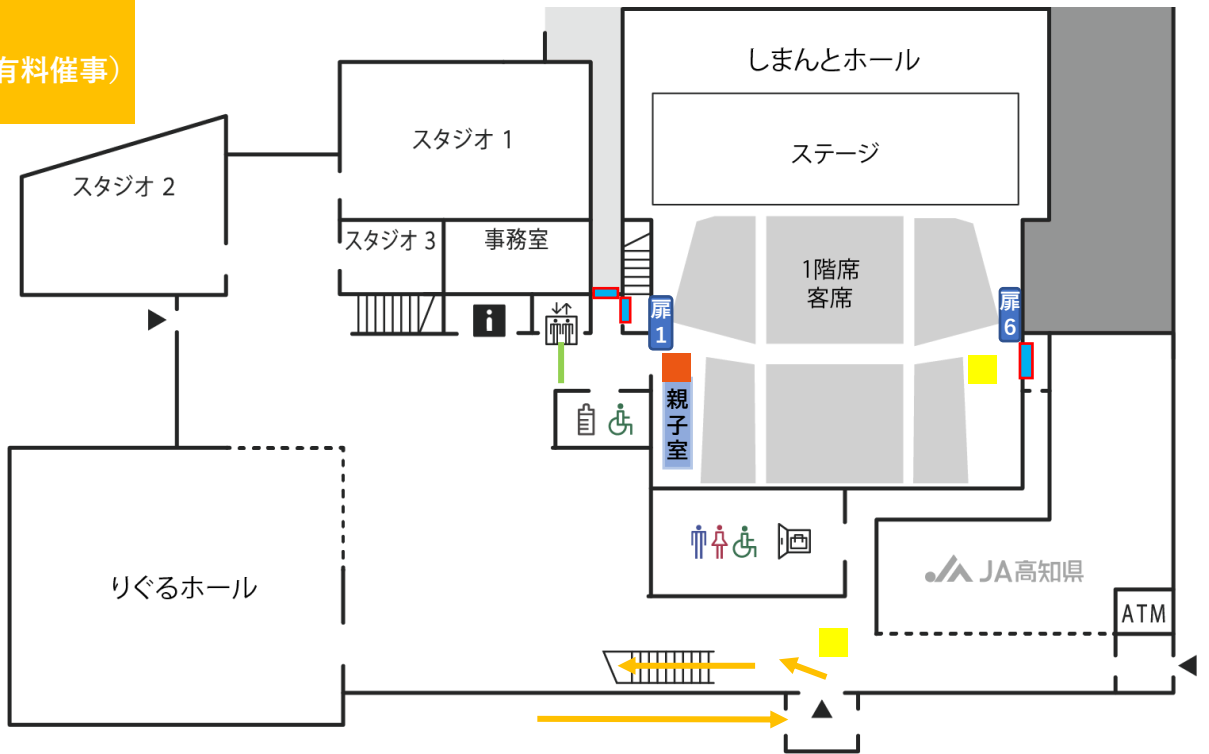 有料催事）
しまんとホール
ステージ
スタジオ 1
スタジオ 2
スタジオ 3
事務室
1階席
客席
扉
1
扉
6
親
子
室
りぐるホール
JA高知県
ATM